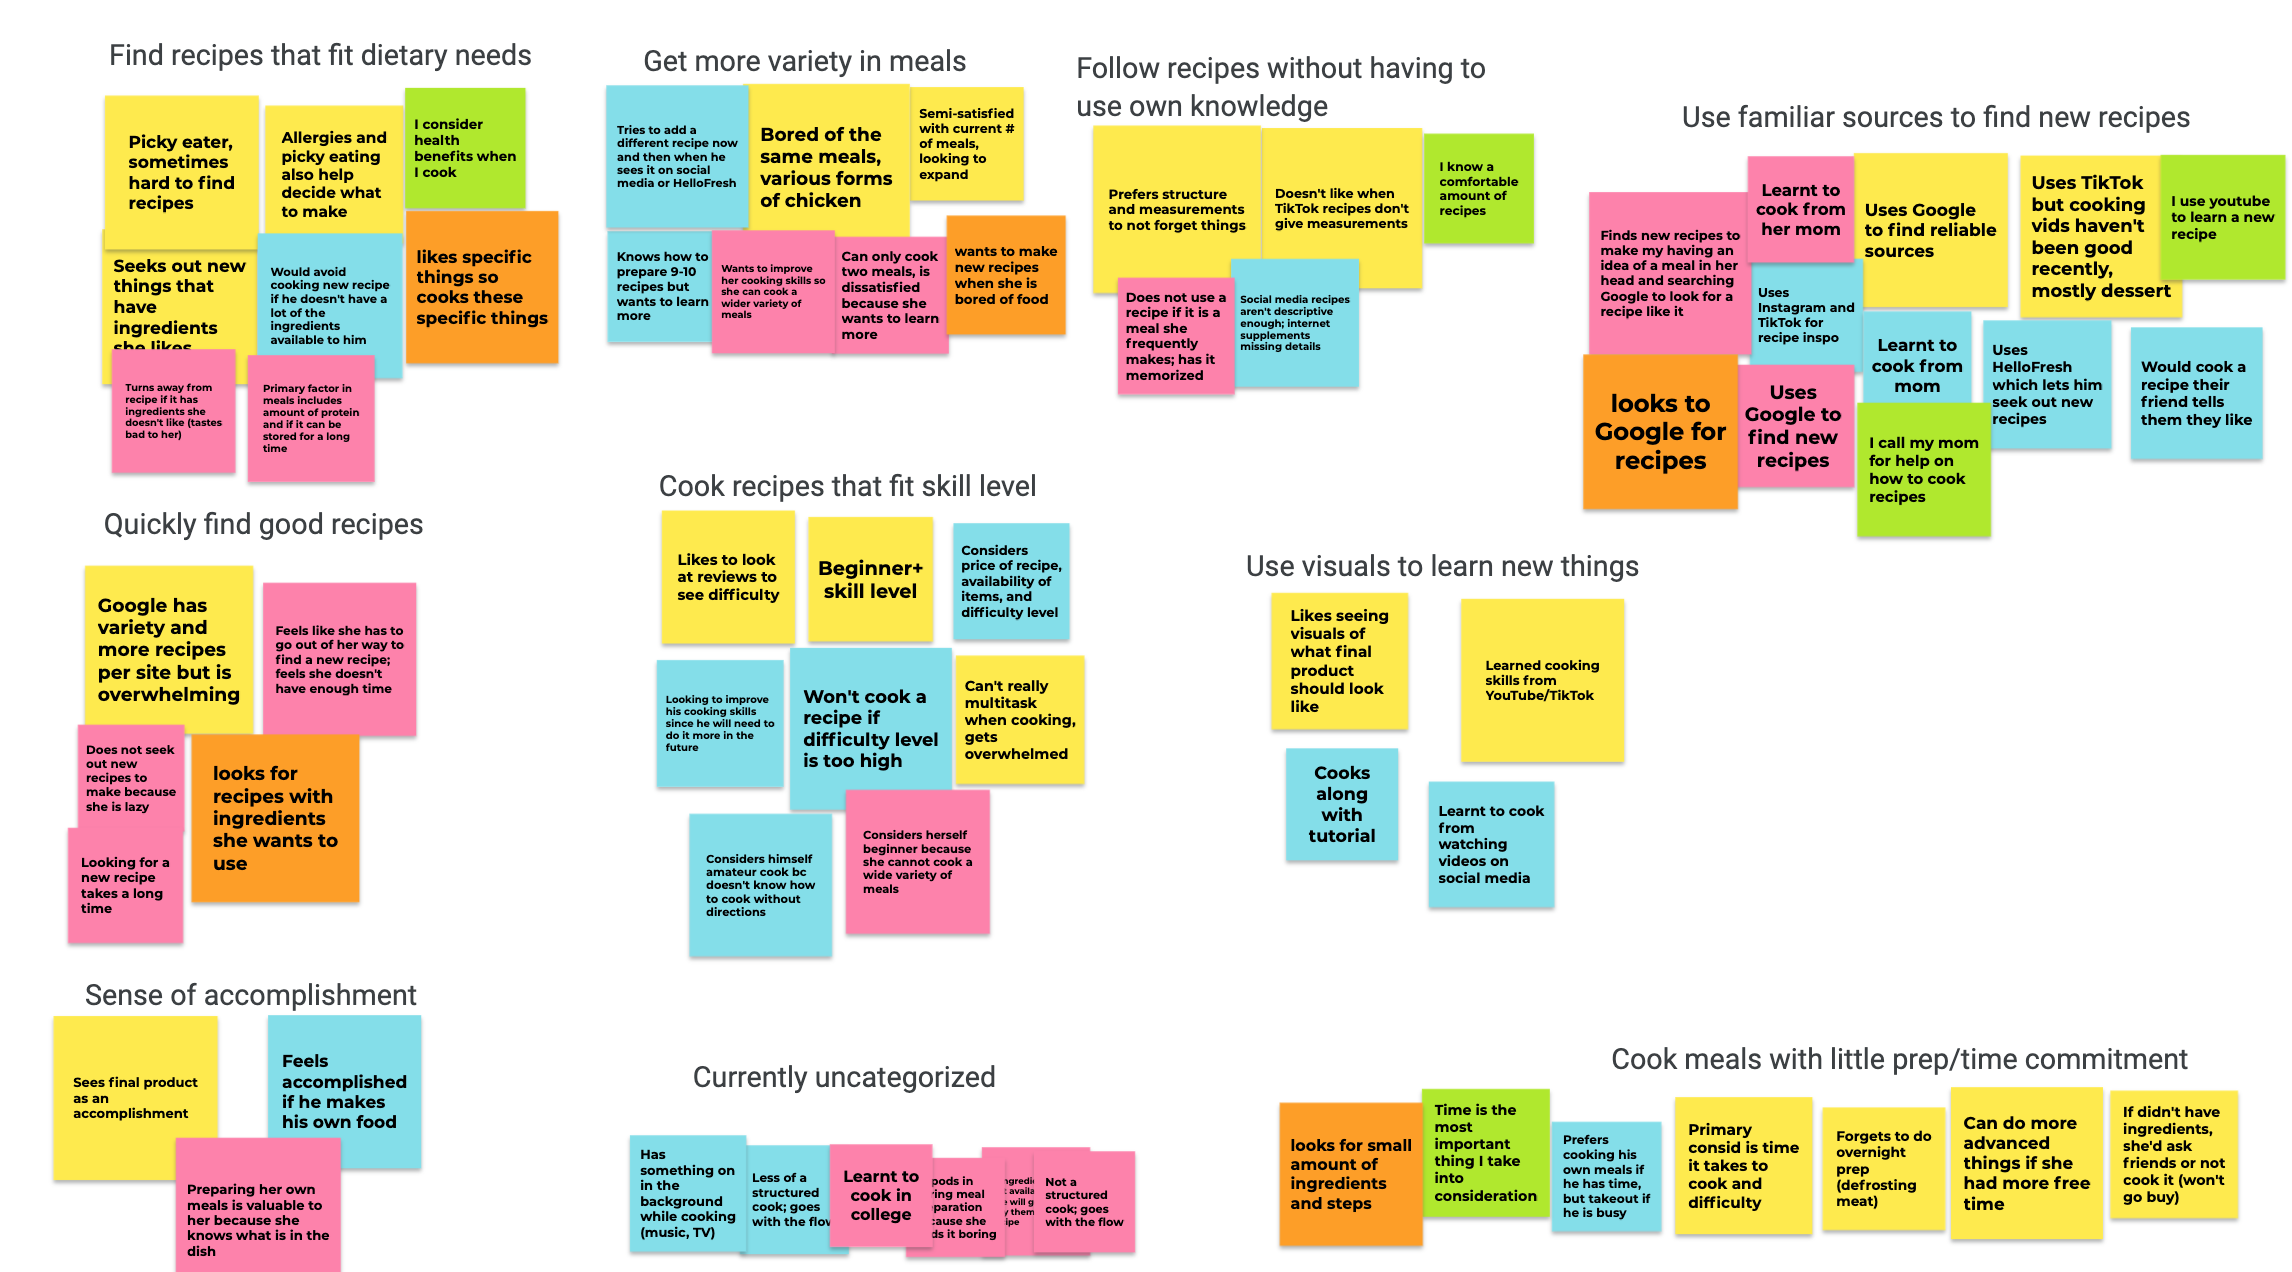 Find recipes that fit dietary needs
Picky eater,
sometimes
hard to find
recipes
Allergies and
picky eating
also help
decide what
to make
I consider
health
benefits when
I cook
Seeks out new
things that
have
ingredients
she likes
Would avoid
cooking new recipe
if he doesn't have a
lot of the
ingredients
available to him
likes specific
things so
cooks these
specific things
Turns away from
recipe if it has
ingredients she
doesn't like (tastes
bad to her)
Primary factor in
meals includes
amount of protein
and if it can be
stored for a long
time
Get more variety in meals
Tries to add a
different recipe now
and then when he
sees it on social
media or HelloFresh
Bored of the
same meals,
various forms
of chicken
Semi-satisfied
with current #
of meals,
looking to
expand
Knows how to
prepare 9-10
recipes but
wants to learn
more
Wants to improve
her cooking skills so
she can cook a
wider variety of
meals
Can only cook
two meals, is
dissatisfied
because she
wants to learn
more
wants to make
new recipes
when she is
bored of food
Follow recipes without having to
use own knowledge
Prefers structure
and measurements
to not forget things
Doesn't like when
TikTok recipes don't
give measurements
I know a
comfortable
amount of
recipes
Does not use a
recipe if it is a
meal she
frequently
makes; has it
memorized
Social media recipes
aren't descriptive
enough; internet
supplements
missing details
Use familiar sources to find new recipes
Finds new recipes to
make my having an
idea of a meal in her
head and searching
Google to look for a
recipe like it
Learnt to
cook from
her mom
Uses Google
to find reliable
sources
Uses TikTok
but cooking
vids haven't
been good
recently,
mostly dessert
I use youtube
to learn a new
recipe
Uses
Instagram and
TikTok for
recipe inspo
Learnt to
cook from
mom
Uses
HelloFresh
which lets him
seek out new
recipes
Would cook a
recipe their
friend tells
them they like
looks to
Google for
recipes
Uses
Google to
find new
recipes
I call my mom
for help on
how to cook
recipes
Quickly find good recipes
Google has
variety and
more recipes
per site but is
overwhelming
Feels like she has to
go out of her way to
find a new recipe;
feels she doesn't
have enough time
Does not seek
out new
recipes to
make because
she is lazy
looks for
recipes with
ingredients
she wants to
use
Looking for a
new recipe
takes a long
time
Cook recipes that fit skill level
Likes to look
at reviews to
see difficulty
Beginner+
skill level
Considers
price of recipe,
availability of
items, and
difficulty level
Looking to improve
his cooking skills
since he will need to
do it more in the
future
Won't cook a
recipe if
difficulty level
is too high
Can't really
multitask
when cooking,
gets
overwhelmed
Considers himself
amateur cook bc
doesn't know how
to cook without
directions
Considers herself
beginner because
she cannot cook a
wide variety of
meals
Use visuals to learn new things
Likes seeing
visuals of
what final
product
should look
like
Learned cooking
skills from
YouTube/TikTok
Cooks
along
with
tutorial
Learnt to cook
from
watching
videos on
social media
Sense of accomplishment
Sees final product
as an
accomplishment
Feels
accomplished
if he makes
his own food
Preparing her own
meals is valuable to
her because she
knows what is in the
dish
Currently uncategorized
Has
something on
in the
background
while cooking
(music, TV)
Less of a
structured
cook; goes
with the flow
Learnt to
cook in
college
pods in
ring meal
eparation
cause she
ds it boring
Not a
structured
cook; goes
with the flow
Cook meals with little prep/time commitment
looks for small
amount of
ingredients
and steps
Time is the
most
important
thing I take
into
consideration
Prefers
cooking his
own meals if
he has time,
but takeout if
he is busy
Primary
consid is time
it takes to
cook and
difficulty
Forgets to do
overnight
prep
(defrosting
meat)
Can do more
advanced
things if she
had more free
time
If didn't have
ingredients,
she'd ask
friends or not
cook it (won't
go buy)